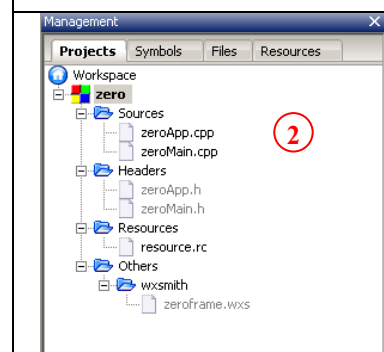 Management
Projects Symbols Files Resources
Workspace
zero
Sources
zeroApp.cpp
zeroMain.cpp
2
Headers
zeroApp.h
zeroMain.h
Resources
resource.rc
Others
wxsmith
zeroframe.wxs